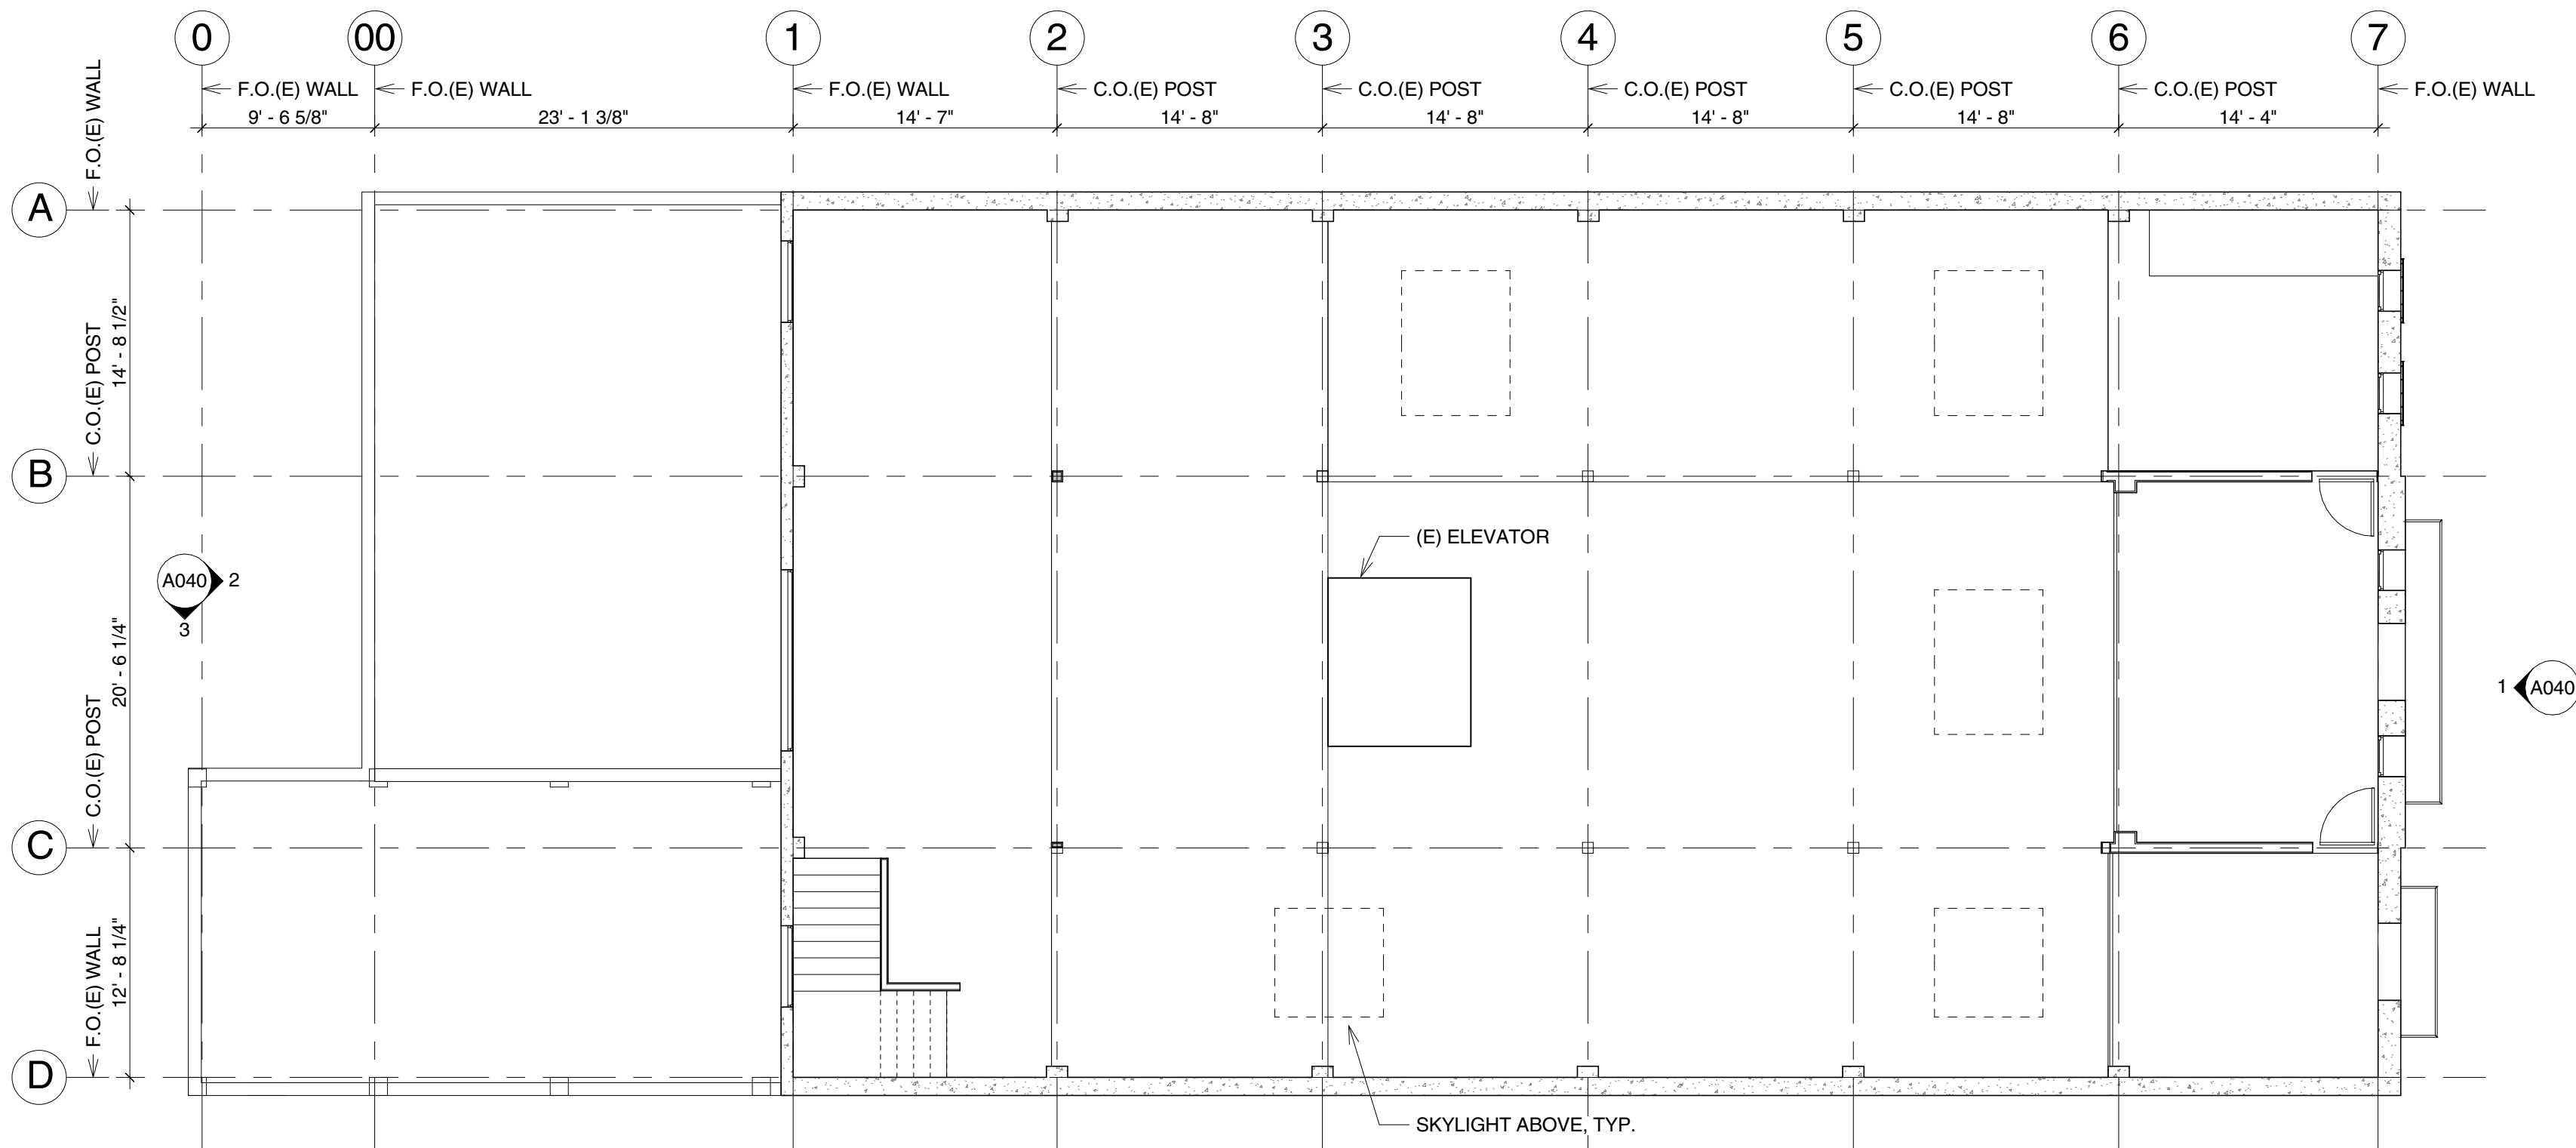 0
00
1
2
3
4
5
6
7
F.O.(E) WALL
F.O.(E) WALL
F.O.(E) WALL
C.O.(E) POST
C.O.(E) POST
C.O.(E) POST
C.O.(E) POST
C.O.(E) POST
F.O.(E) WALL
9' - 6 5/8"
23' - 1 3/8"
14' - 7"
14' - 8"
14' - 8"
14' - 8"
14' - 8"
14' - 4"
F.O.(E) WALL
A
14' - 8 1/2"
C.O.(E) POST
B
(E) ELEVATOR
A040
2
3
20' - 6 1/4"
1
A040
C.O.(E) POST
C
12' - 8 1/4"
F.O.(E) WALL
D
SKYLIGHT ABOVE, TYP.